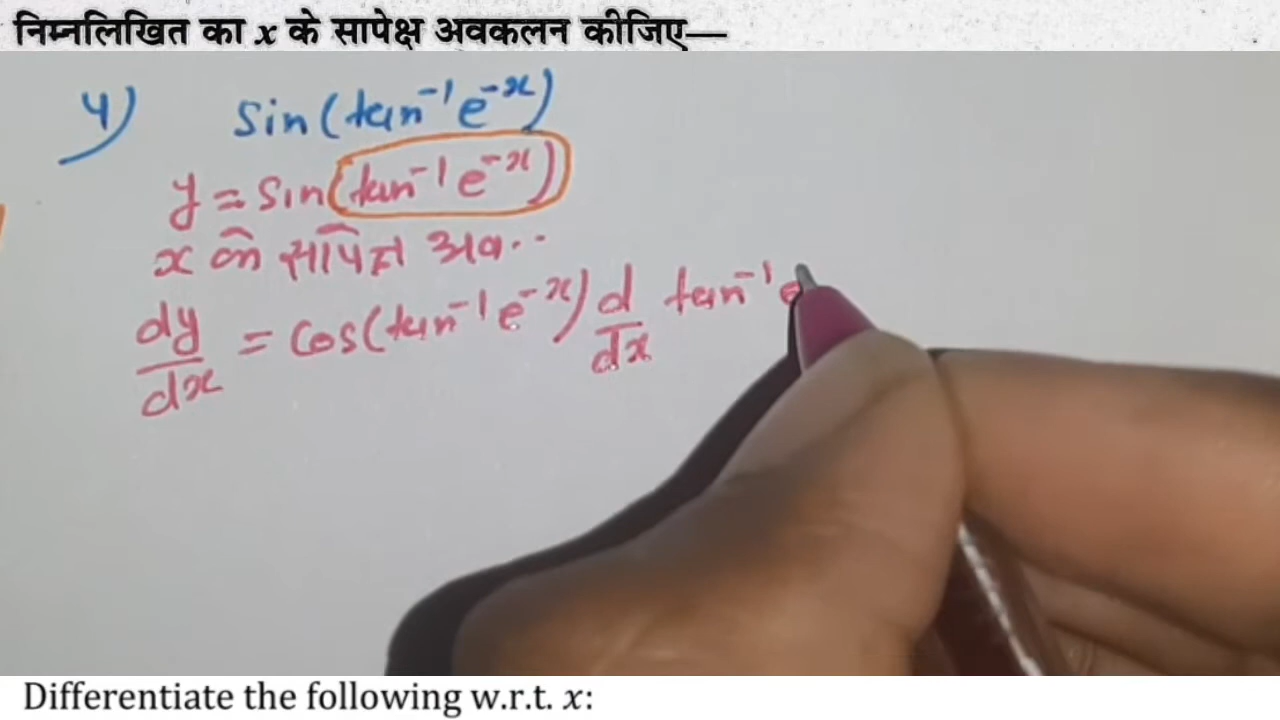 निम्नलिखित का x के सापेक्ष अवकलन कीजिए—
4) sin(tan⁻¹e⁻ˣ)
y = sin(tan⁻¹e⁻ˣ)
x के सापेक्ष अव..
dy/dx = cos(tan⁻¹e⁻ˣ) d/dx tan⁻¹e
Differentiate the following w.r.t. x: